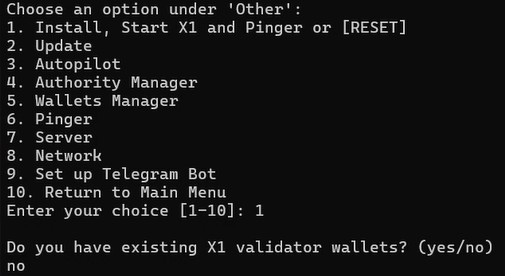 Choose an option under 'Other':
1. Install, Start X1 and Pinger or [RESET]
2. Update
3. Autopilot
4. Authority Manager
5. Wallets Manager
6. Pinger
7. Server
8. Network
9. Set up Telegram Bot
10. Return to Main Menu
Enter your choice [1-10]: 1
Do you have existing X1 validator wallets? (yes/no)
no